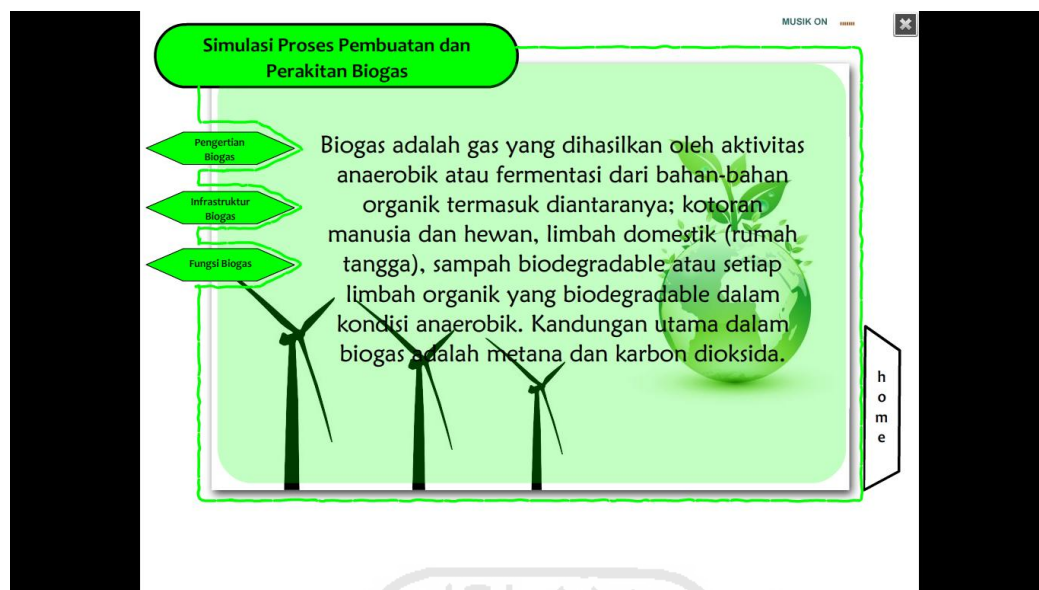 MUSIK ON
Simulasi Proses Pembuatan dan
Perakitan Biogas
Pengertian
Biogas
Infrastruktur
Biogas
Fungsi Biogas
Biogas adalah gas yang dihasilkan oleh aktivitas
anaerobik atau fermentasi dari bahan-bahan
organik termasuk diantaranya; kotoran
manusia dan hewan, limbah domestik (rumah
tangga), sampah biodegradable atau setiap
limbah organik yang biodegradable dalam
kondisi anaerobik. Kandungan utama dalam
biogas adalah metana dan karbon dioksida.
home